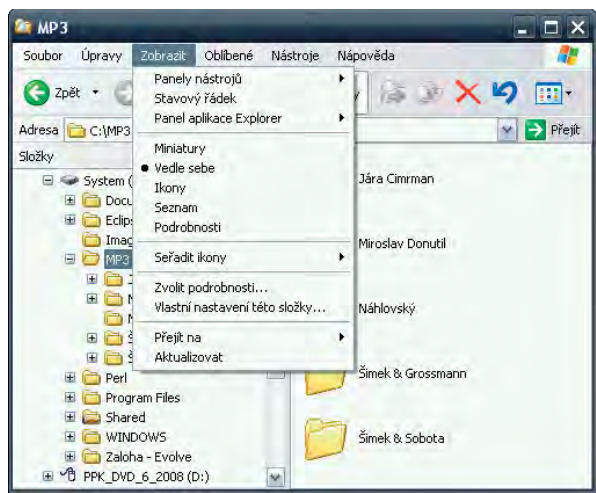 MP3
Soubor Úpravy Zobrazit Oblíbené Nástroje Nápověda
Zpět
Adresa C:\MP3 Přejít
Složky
System (
Docu
Eclip
Imag
MP3
Perl
Program Files
Shared
WINDOWS
Zaloha - Evolve
PPK_DVD_6_2008 (D:)
Panely nástrojů
Stavový řádek
Panel aplikace Explorer
Miniatury
Vedle sebe
Ikony
Seznam
Podrobnosti
Seřadit ikony
Zvolit podrobnosti...
Vlastní nastavení této složky...
Přejít na
Aktualizovat
Jára Cimrman
Miroslav Donutil
Náhlovský
Šimek & Grossmann
Šimek & Sobota